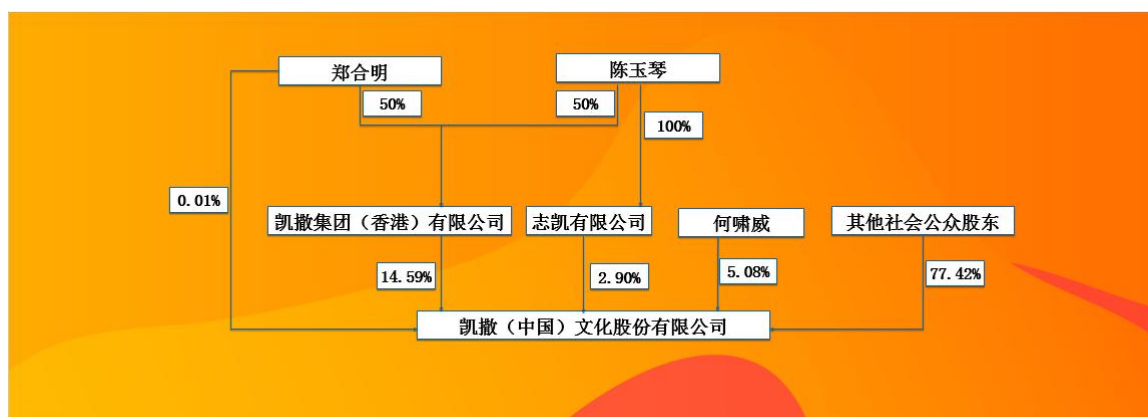 郑合明
陈玉琴
50%
50%
100%
0.01%
凯撒集团（香港）有限公司
志凯有限公司
何啸威
其他社会公众股东
14.59%
2.90%
5.08%
77.42%
凯撒（中国）文化股份有限公司